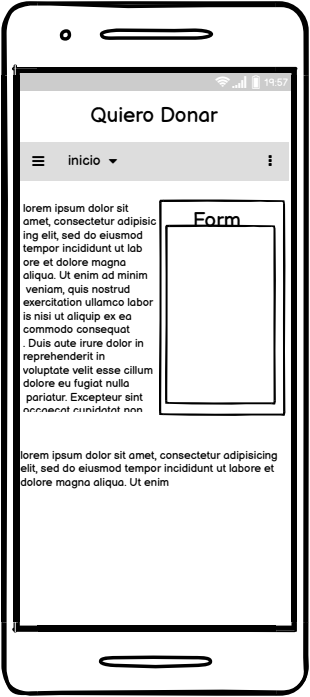 19:57
Quiero Donar
inicio
lorem ipsum dolor sit
amet, consectetur adipisic
ing elit, sed do eiusmod
tempor incididunt ut lab
ore et dolore magna
aliqua. Ut enim ad minim
veniam, quis nostrud
exercitation ullamco labor
is nisi ut aliquip ex ea
commodo consequat
. Duis aute irure dolor in
reprehenderit in
voluptate velit esse cillum
dolore eu fugiat nulla
pariatur. Excepteur sint
occaecat cupidatat non
Form
lorem ipsum dolor sit amet, consectetur adipisicing
elit, sed do eiusmod tempor incididunt ut labore et
dolore magna aliqua. Ut enim